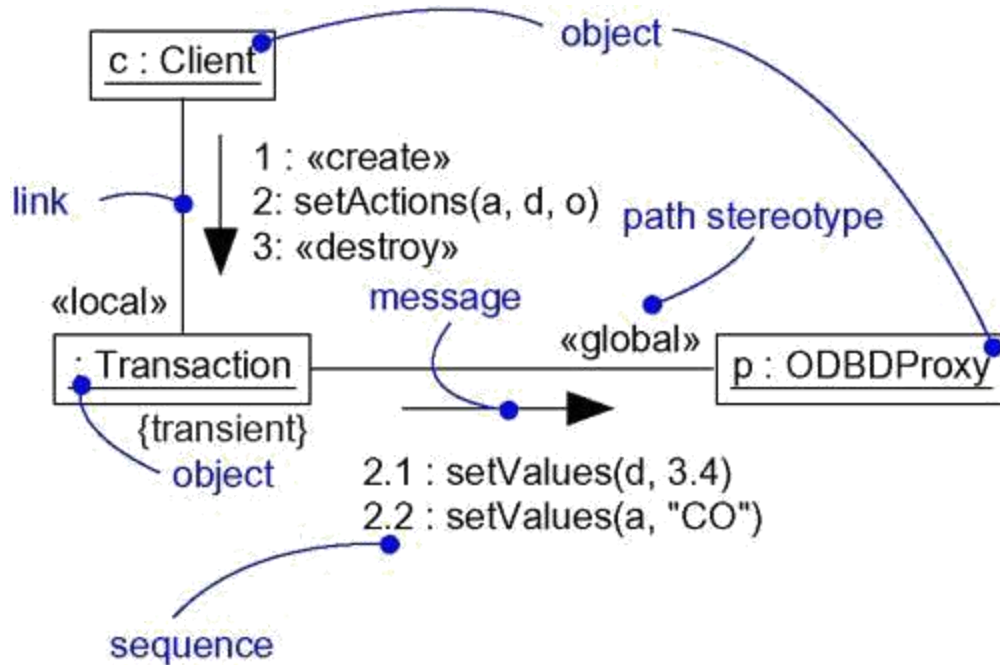 object
c : Client
1 : «create»
link
2: setActions(a, d, o)
path stereotype
3: «destroy»
message
«local»
«global»
: Transaction
p : ODBDProxy
{transient}
object
2.1 : setValues(d, 3.4)
2.2 : setValues(a, "CO")
sequence